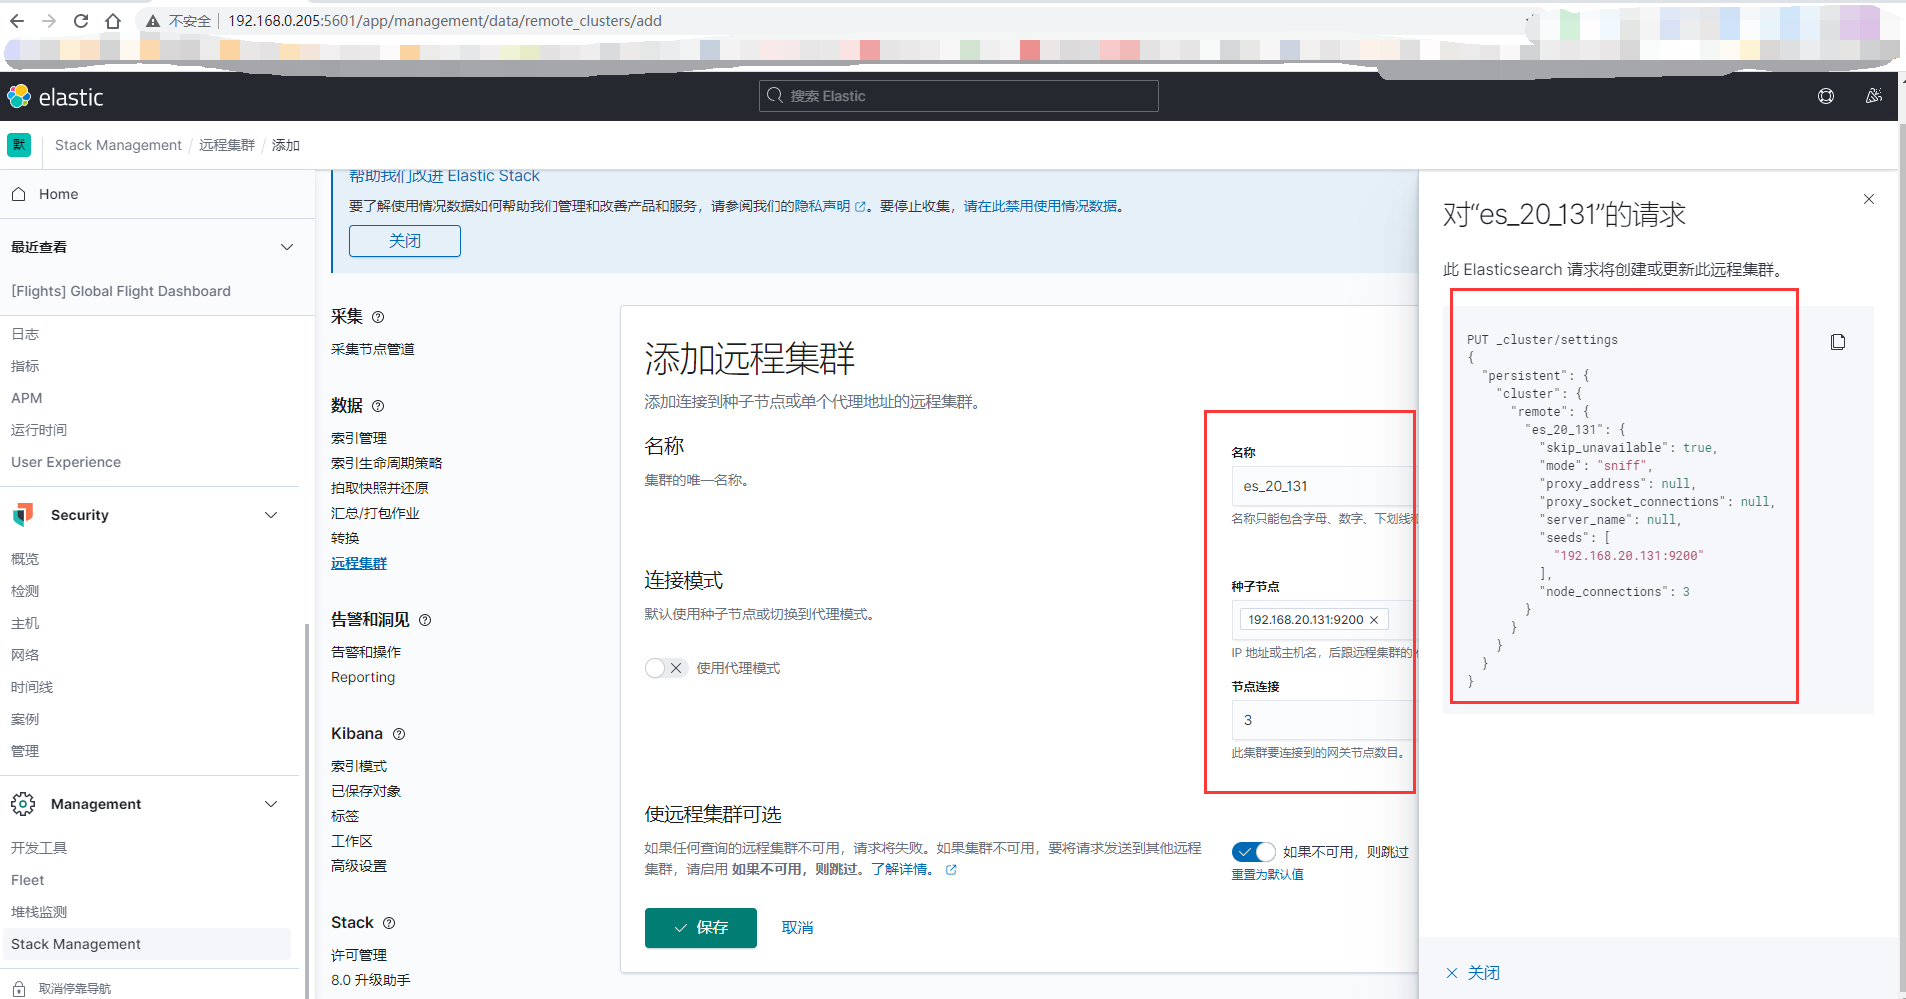 不安全
192.168.0.205:5601/app/management/data/remote_clusters/add
elastic
搜索 Elastic
默
Stack Management / 远程集群 / 添加
Home
最近查看
[Flights] Global Flight Dashboard
日志
指标
APM
运行时间
User Experience
Security
概览
检测
主机
网络
时间线
案例
管理
Management
开发工具
Fleet
堆栈监测
Stack Management
取消停靠导航
帮助我们改进 Elastic Stack
要了解使用情况数据如何帮助我们管理和改善产品和服务，请参阅我们的隐私声明。要停止收集，请在此禁用使用情况数据。
关闭
采集
采集节点管道
数据
索引管理
索引生命周期策略
拍取快照并还原
汇总/打包作业
转换
远程集群
告警和洞见
告警和操作
Reporting
Kibana
索引模式
已保存对象
标签
工作区
高级设置
Stack
许可管理
8.0 升级助手
添加远程集群
添加连接到种子节点或单个代理地址的远程集群。
名称
集群的唯一名称。
名称
es_20_131
名称只能包含字母、数字、下划线
连接模式
默认使用种子节点或切换到代理模式。
使用代理模式
种子节点
192.168.20.131:9200
IP 地址或主机名，后跟远程集群的
节点连接
3
此集群要连接到的网关节点数目。
使远程集群可选
如果任何查询的远程集群不可用，请求将失败。如果集群不可用，要将请求发送到其他远程
集群，请启用 如果不可用，则跳过。了解详情。
如果不可用，则跳过
重置为默认值
保存
取消
对“es_20_131”的请求
此 Elasticsearch 请求将创建或更新此远程集群。
PUT _cluster/settings
{
"persistent": {
"cluster": {
"remote": {
"es_20_131": {
"skip_unavailable": true,
"mode": "sniff",
"proxy_address": null,
"proxy_socket_connections": null,
"server_name": null,
"seeds": [
"192.168.20.131:9200"
],
"node_connections": 3
}
}
}
}
}
关闭